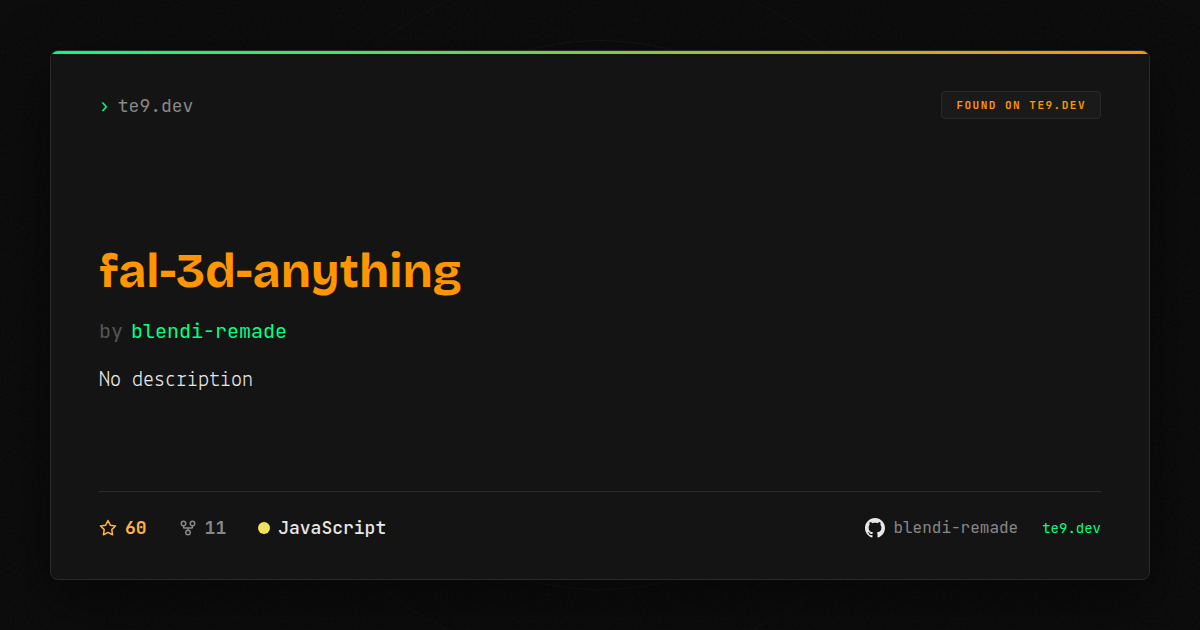 › te9.dev
FOUND ON TE9.DEV
fal-3d-anything
by blendi-remade
No description
60 11 JavaScript
blendi-remade te9.dev